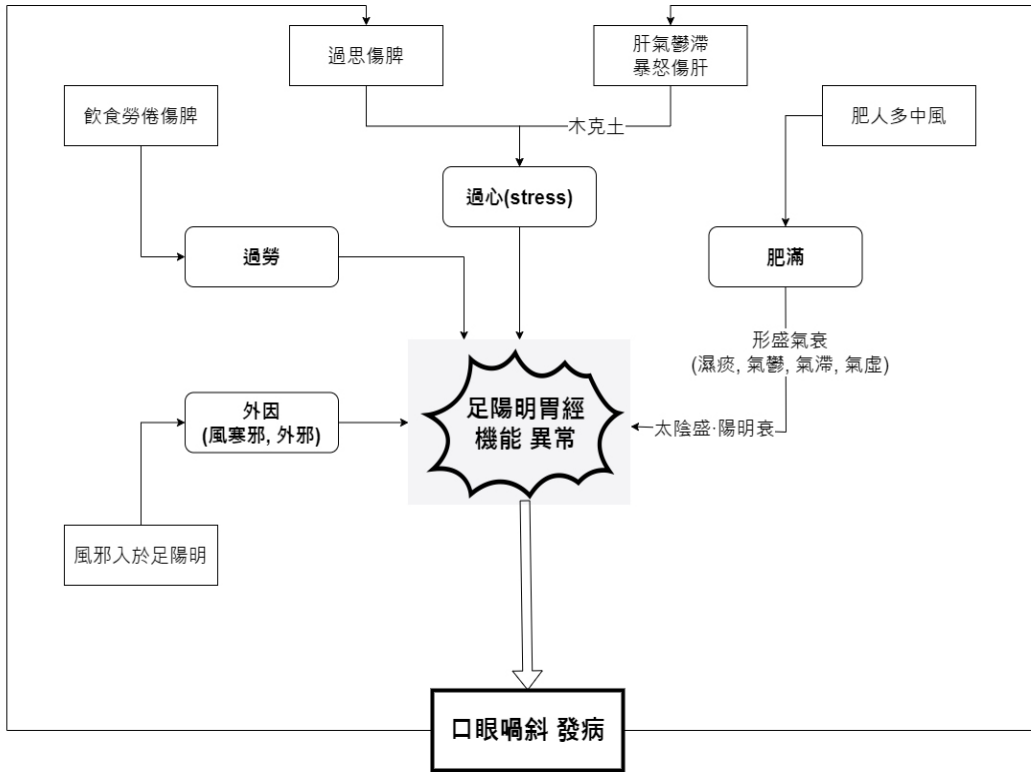 過思傷脾
肝氣鬱滯
暴怒傷肝
飲食勞倦傷脾
木克土
肥人多中風
過心(stress)
過勞
肥滿
形盛氣衰
(濕痰, 氣鬱, 氣滯, 氣虛)
外因
(風寒邪, 外邪)
足陽明胃經
機能 異常
太陰盛·陽明衰
風邪入於足陽明
口眼喎斜 發病